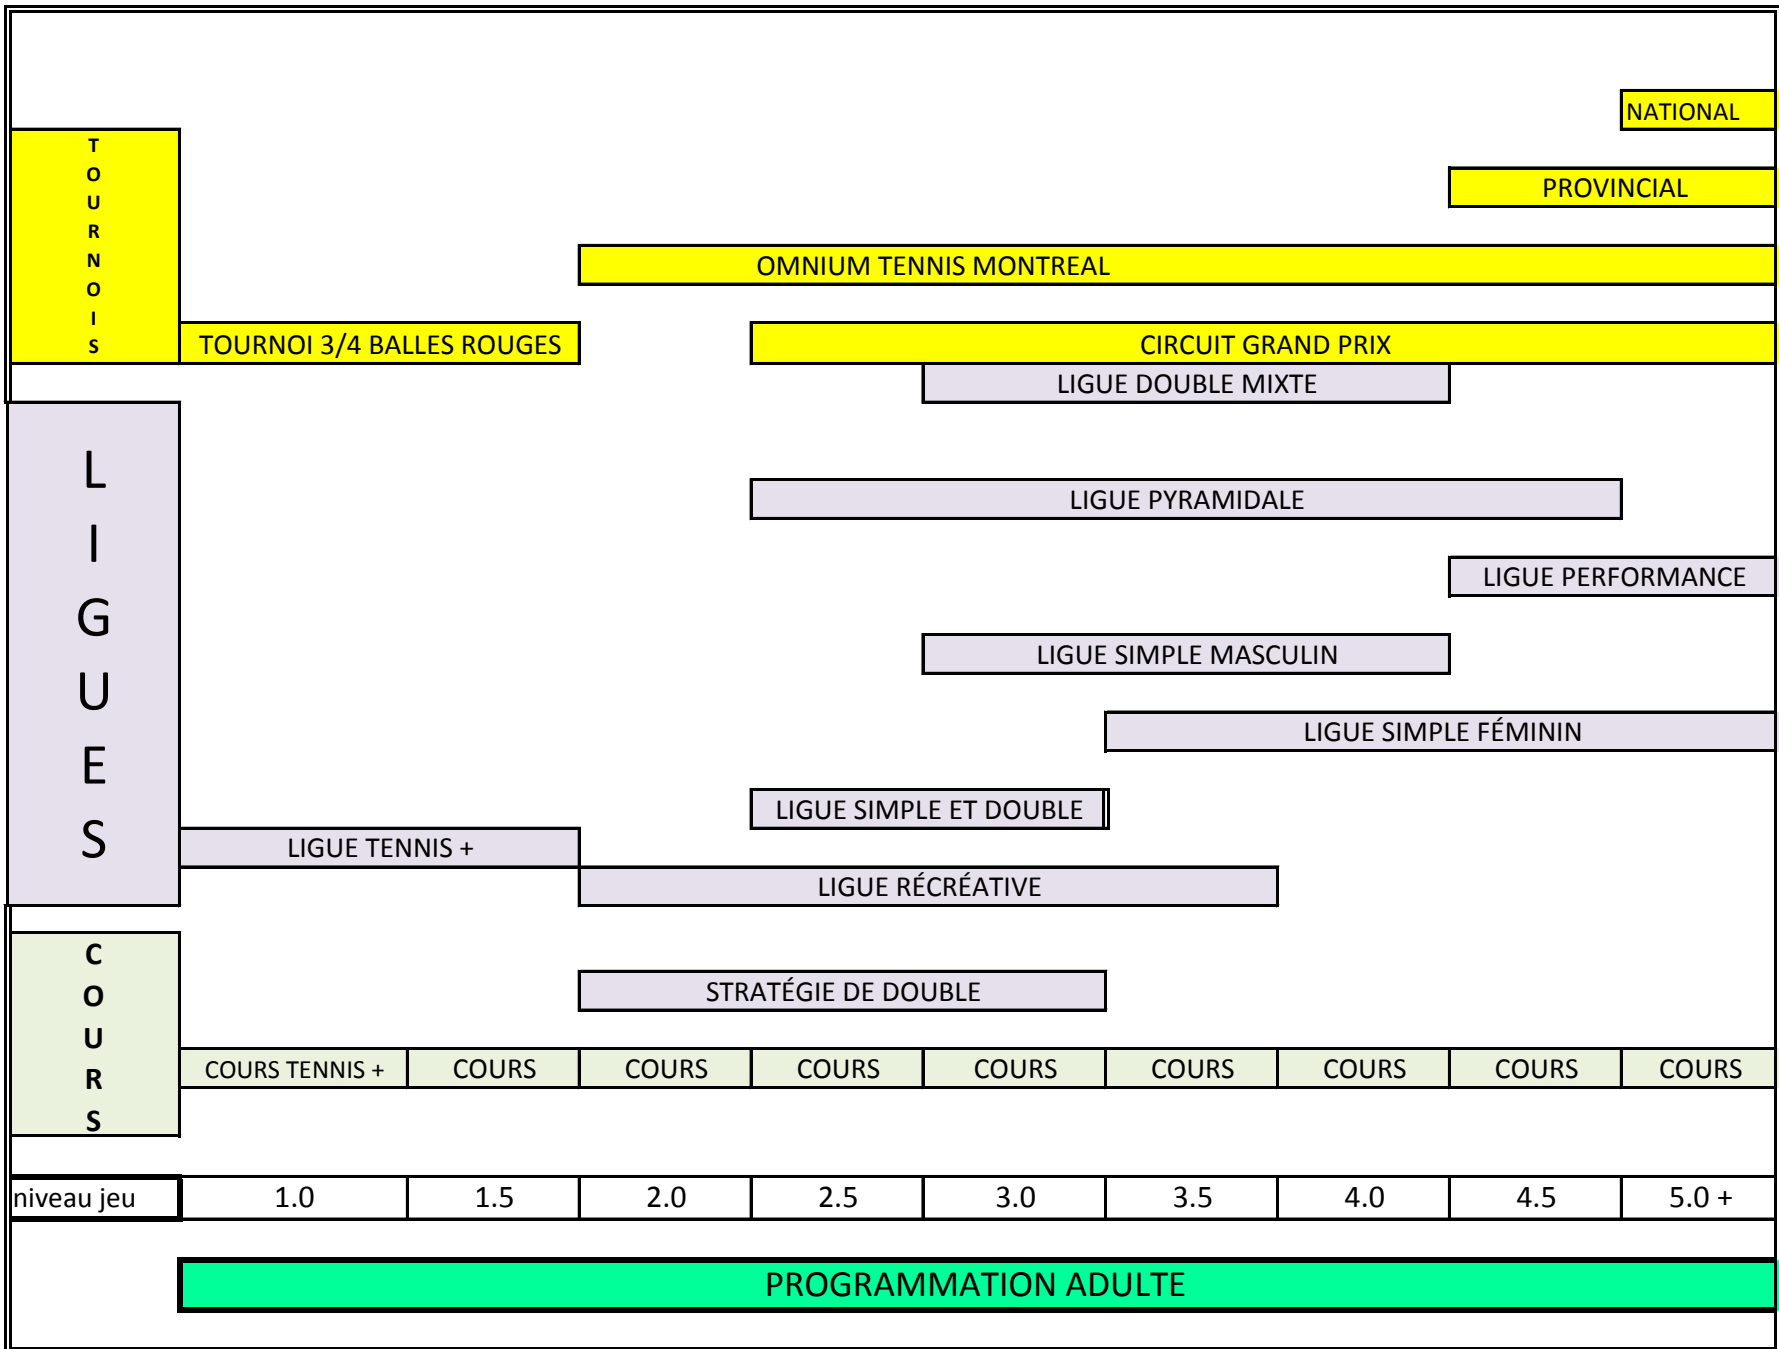 NATIONAL
TOURNOIS
PROVINCIAL
OMNIUM TENNIS MONTREAL
TOURNOI 3/4 BALLES ROUGES
CIRCUIT GRAND PRIX
LIGUE DOUBLE MIXTE
LIGUES
LIGUE PYRAMIDALE
LIGUE PERFORMANCE
LIGUE SIMPLE MASCULIN
LIGUE SIMPLE FÉMININ
LIGUE SIMPLE ET DOUBLE
LIGUE TENNIS +
LIGUE RÉCRÉATIVE
COURS
STRATÉGIE DE DOUBLE
COURS TENNIS + COURS COURS COURS COURS COURS COURS COURS COURS
niveau jeu 1.0 1.5 2.0 2.5 3.0 3.5 4.0 4.5 5.0 +
PROGRAMMATION ADULTE